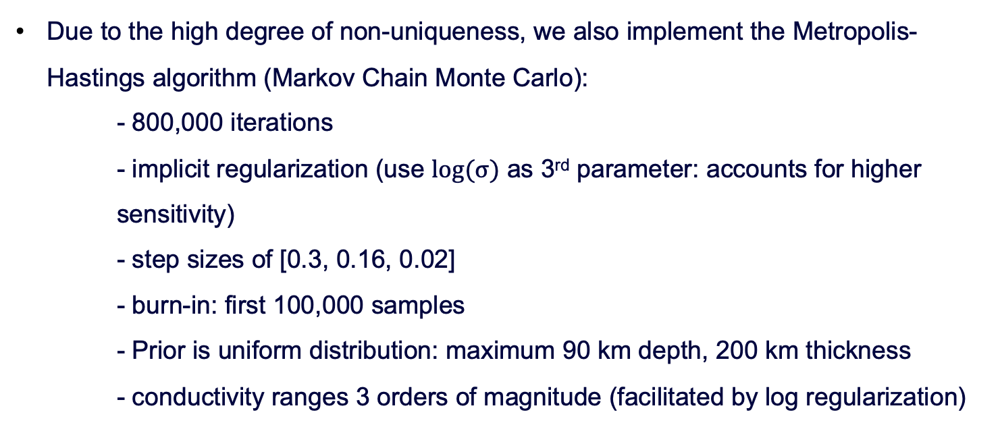 • Due to the high degree of non-uniqueness, we also implement the Metropolis-
Hastings algorithm (Markov Chain Monte Carlo):
- 800,000 iterations
- implicit regularization (use log(σ) as 3rd parameter: accounts for higher
sensitivity)
- step sizes of [0.3, 0.16, 0.02]
- burn-in: first 100,000 samples
- Prior is uniform distribution: maximum 90 km depth, 200 km thickness
- conductivity ranges 3 orders of magnitude (facilitated by log regularization)